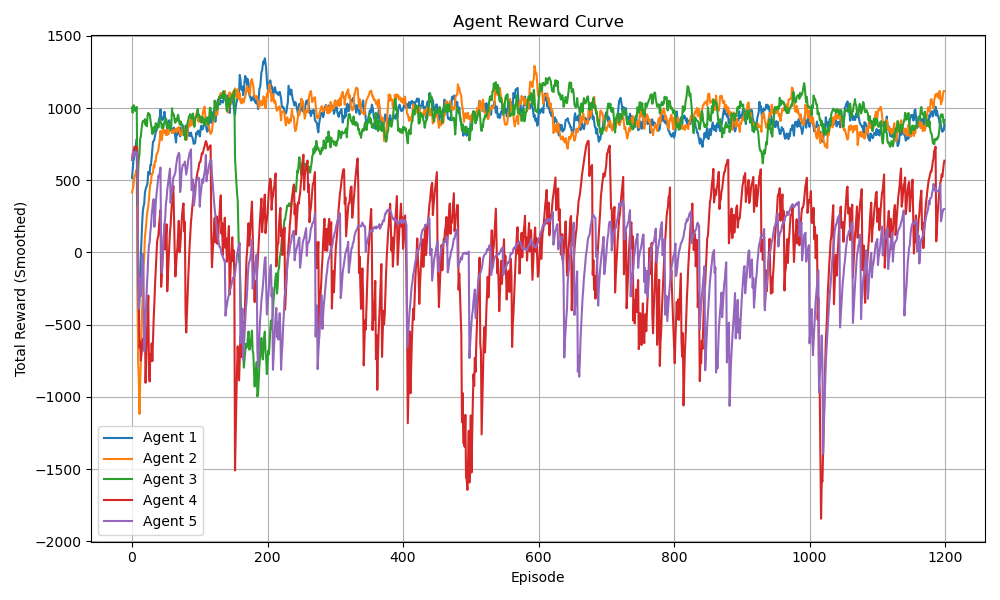 Agent Reward Curve
Total Reward (Smoothed)
1500
1000
500
0
−500
−1000
−1500
−2000
Agent 1
Agent 2
Agent 3
Agent 4
Agent 5
0 200 400 600 800 1000 1200
Episode